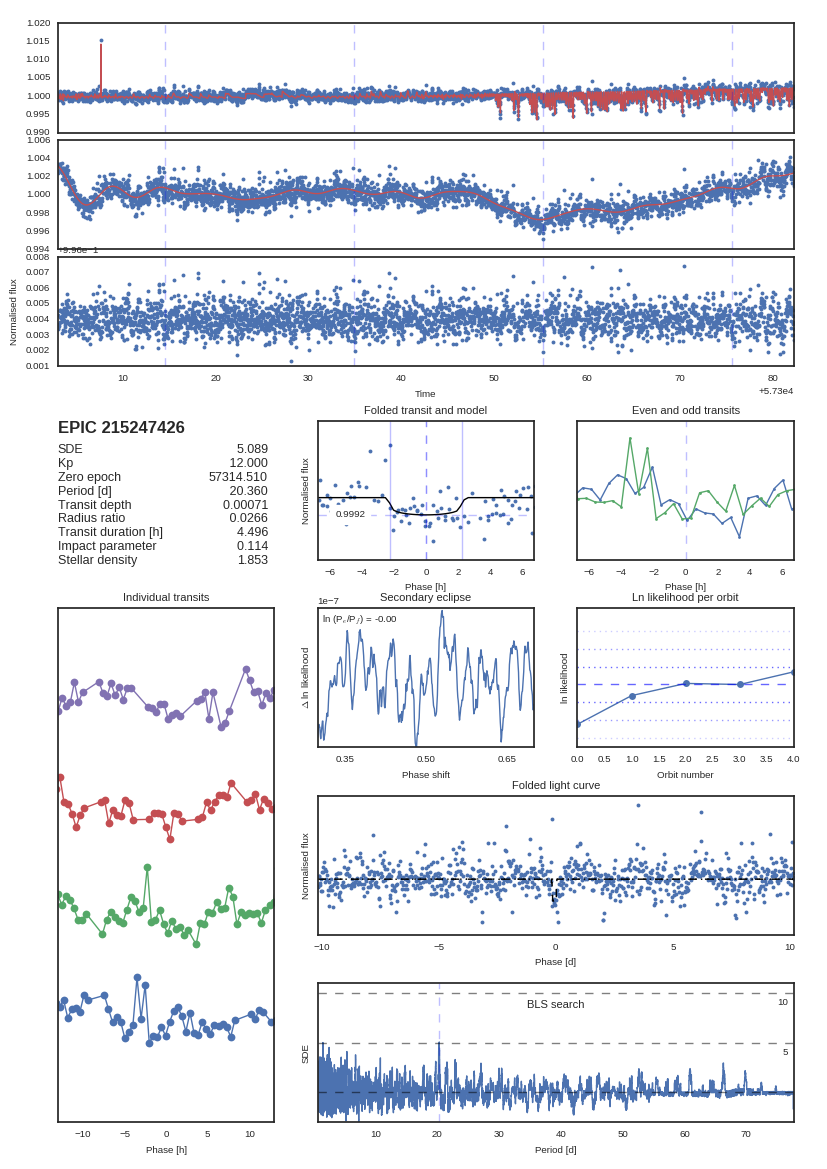 1.020
1.015
1.010
1.005
1.000
0.995
0.990
1.006
1.004
1.002
1.000
0.998
0.996
0.994
+9.96e−1
0.008
0.007
0.006
0.005
0.004
0.003
0.002
0.001
Normalised flux
10 20 30 40 50 60 70 80
Time
+5.73e4
EPIC 215247426
SDE 5.089
Kp 12.000
Zero epoch 57314.510
Period [d] 20.360
Transit depth 0.00071
Radius ratio 0.0266
Transit duration [h] 4.496
Impact parameter 0.114
Stellar density 1.853
Folded transit and model
Normalised flux
0.9992
−6 −4 −2 0 2 4 6
Phase [h]
Even and odd transits
−6 −4 −2 0 2 4 6
Phase [h]
Individual transits
−10 −5 0 5 10
Phase [h]
Secondary eclipse
1e−7
ln (Pₑ/P𝑓) = -0.00
Δ ln likelihood
0.35 0.50 0.65
Phase shift
Ln likelihood per orbit
ln likelihood
0.0 0.5 1.0 1.5 2.0 2.5 3.0 3.5 4.0
Orbit number
Folded light curve
Normalised flux
−10 −5 0 5 10
Phase [d]
BLS search
10
5
SDE
10 20 30 40 50 60 70
Period [d]